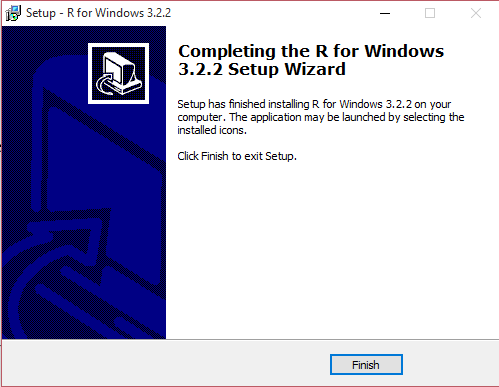 Setup - R for Windows 3.2.2
Completing the R for Windows
3.2.2 Setup Wizard
Setup has finished installing R for Windows 3.2.2 on your
computer. The application may be launched by selecting the
installed icons.
Click Finish to exit Setup.
Finish